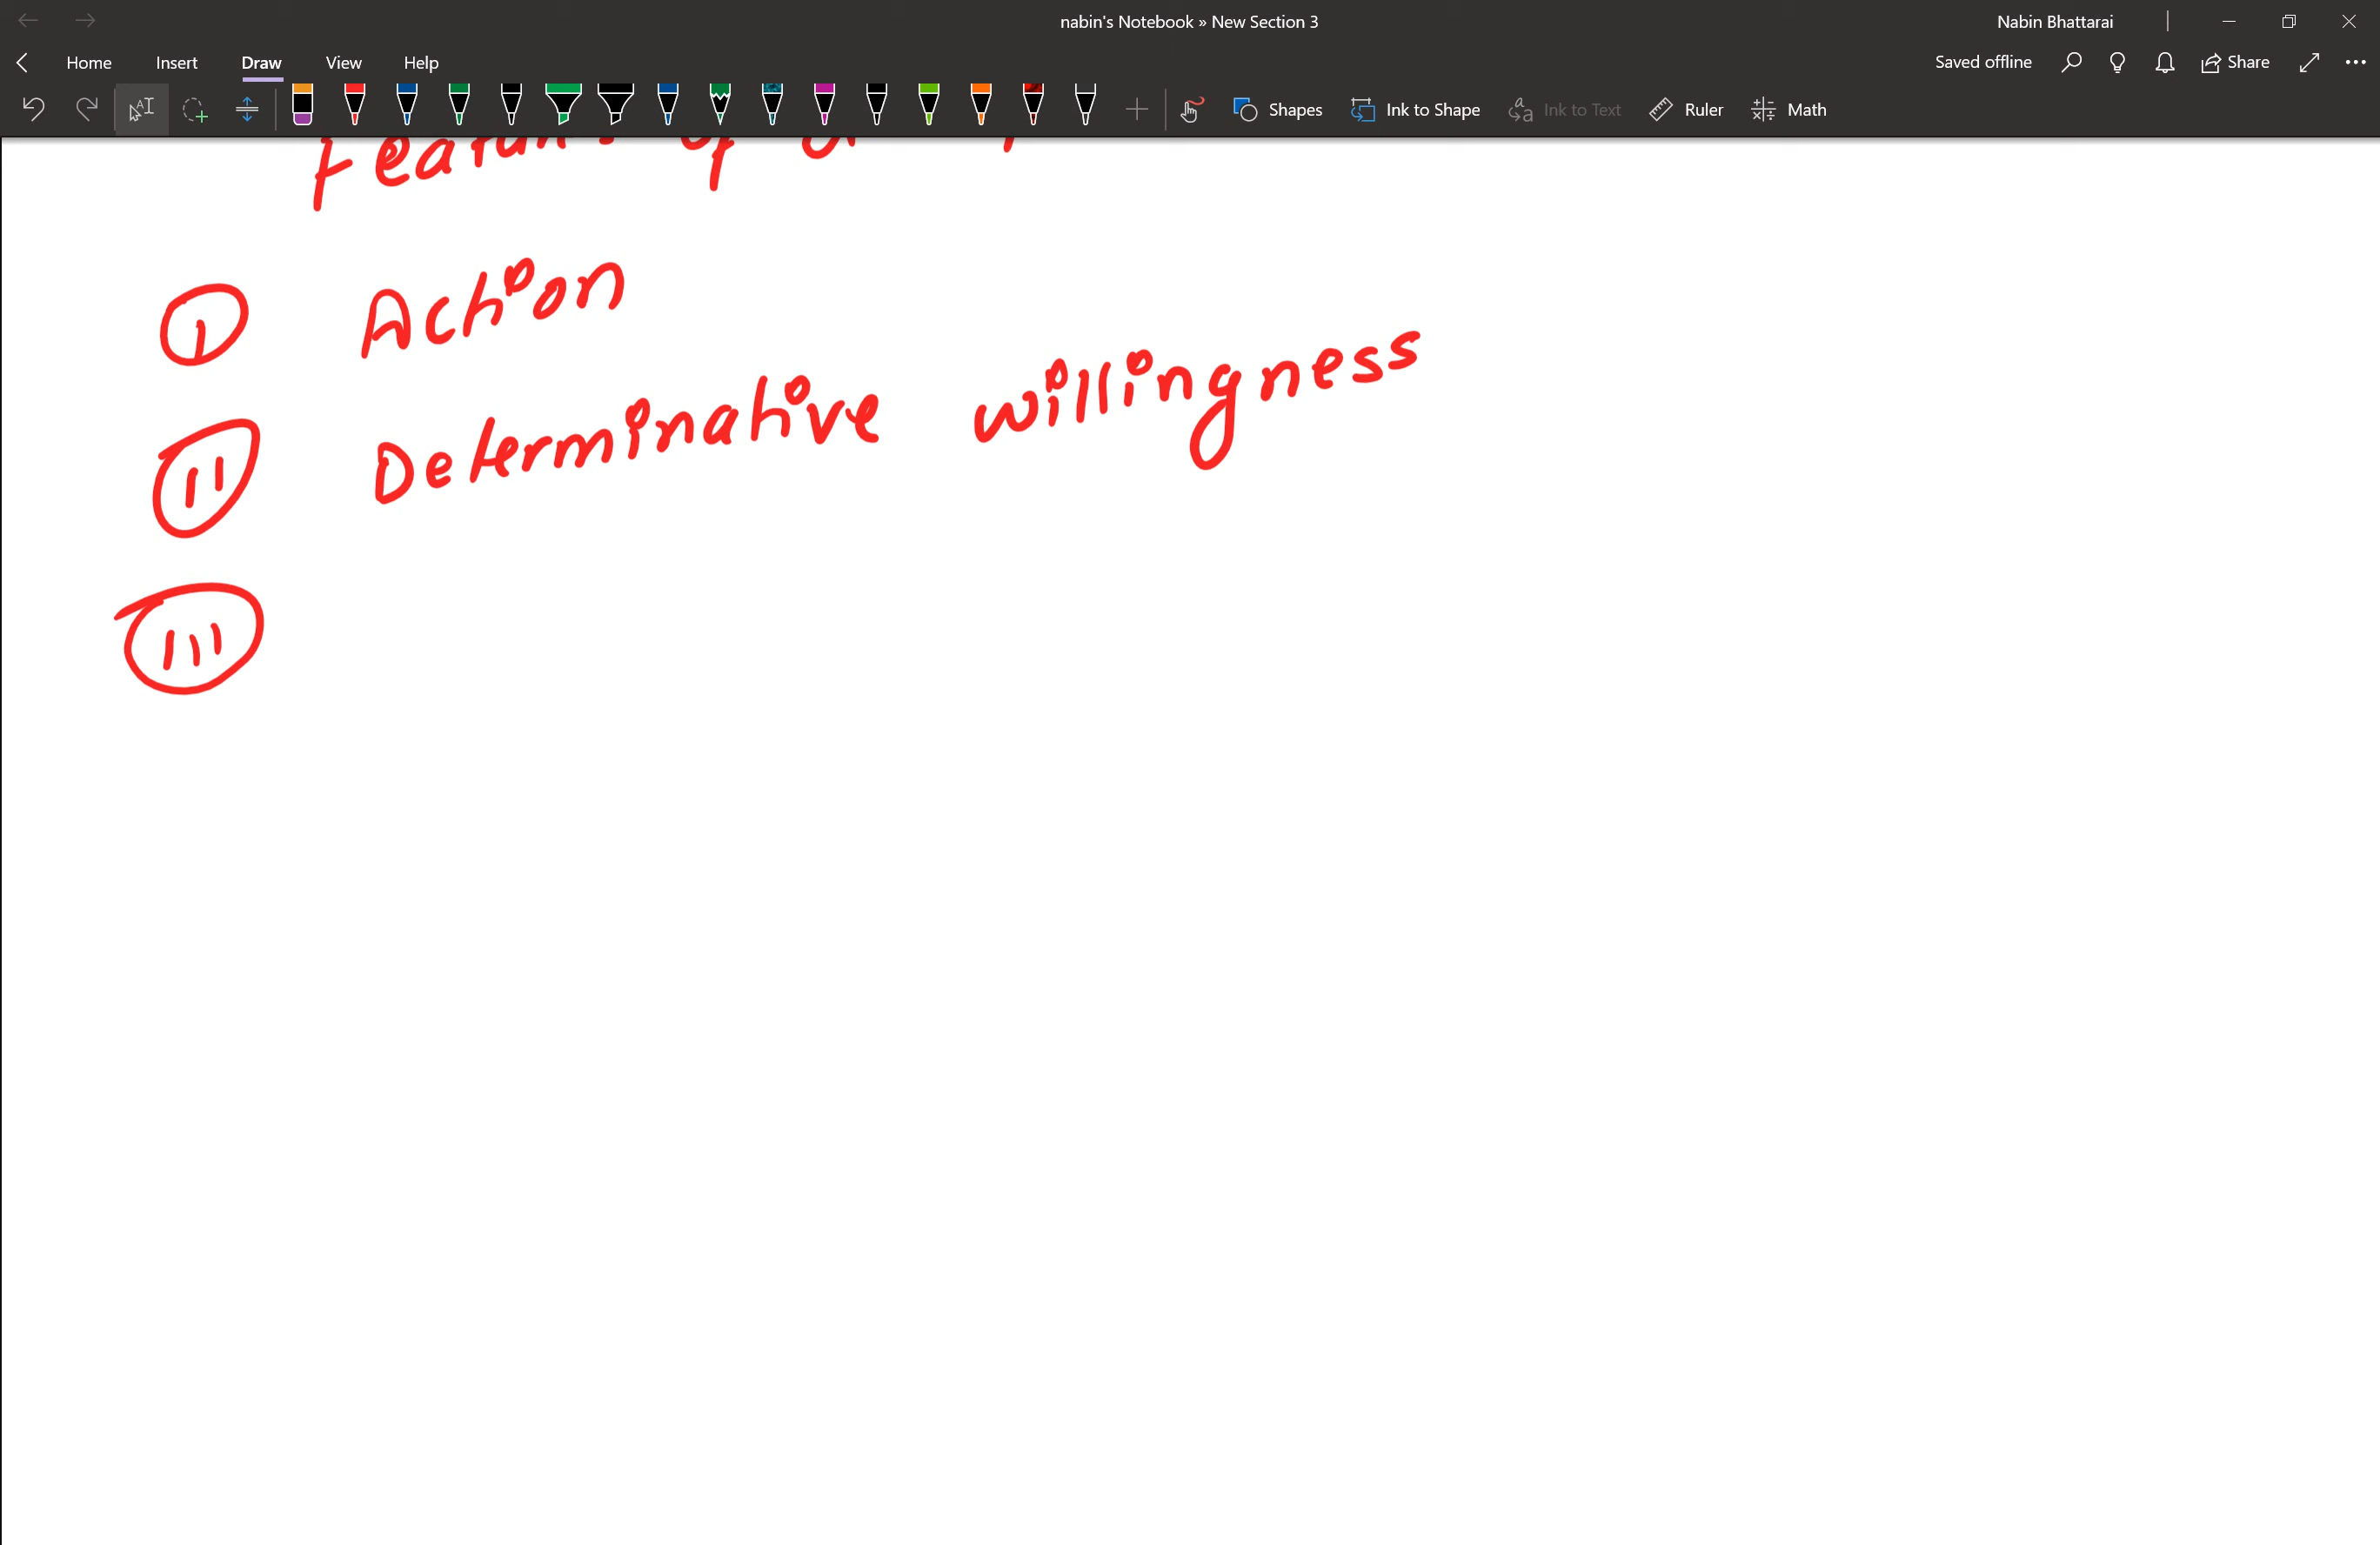 nabin's Notebook » New Section 3
Nabin Bhattarai
Home Insert Draw View Help
Saved offline
Share
Shapes Ink to Shape Ink to Text Ruler Math
I Action
II Determinative willingness
III